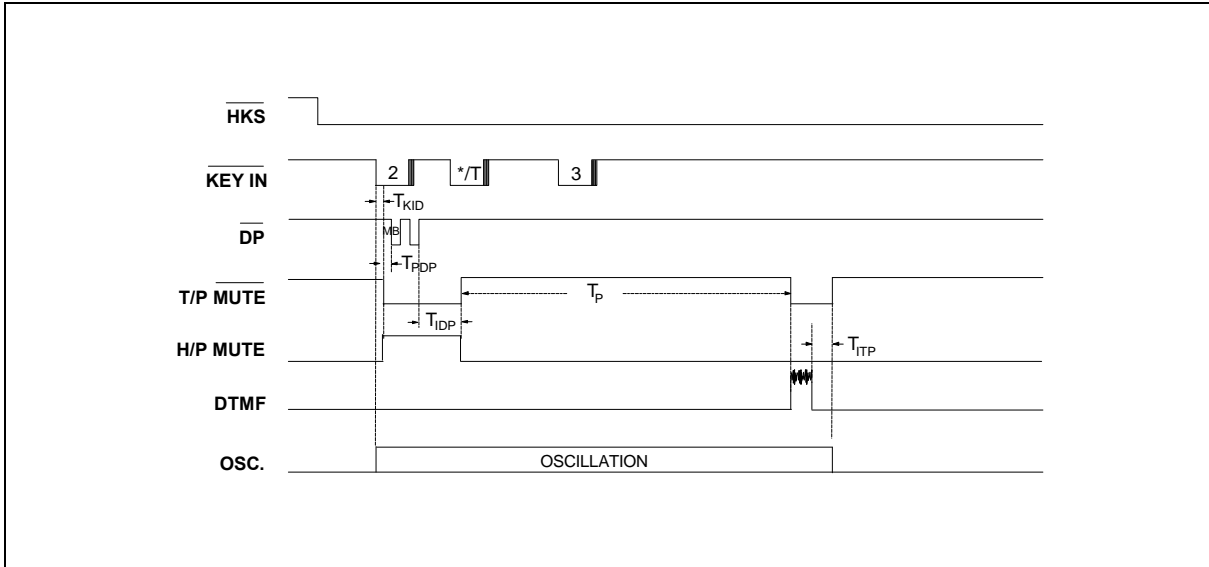 HKS
KEY IN
2
*/T
3
TKID
DP
MB
TPDP
T/P MUTE
TP
TIDP
H/P MUTE
TITP
DTMF
OSC.
OSCILLATION